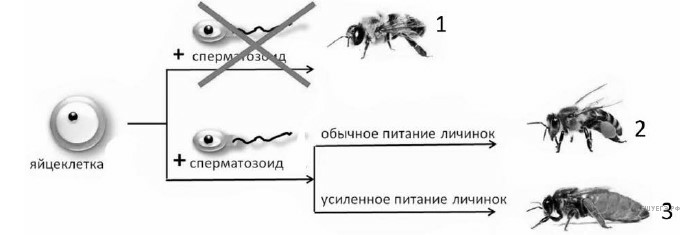 1
+ сперматозоид
яйцеклетка
+ сперматозоид
обычное питание личинок
2
усиленное питание личинок
3